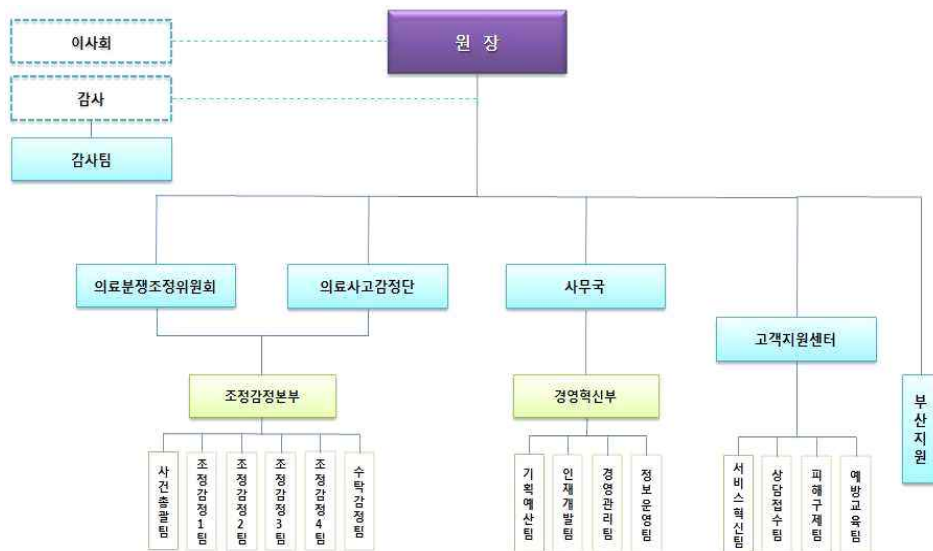 원 장
이사회
감사
감사팀
의료분쟁조정위원회
의료사고감정단
사무국
고객지원센터
부산지원
조정감정본부
경영혁신부
사건총괄팀
조정감정1팀
조정감정2팀
조정감정3팀
조정감정4팀
수탁감정팀
기획예산팀
인재개발팀
경영관리팀
정보운영팀
서비스혁신팀
상담접수팀
피해구제팀
예방교육팀